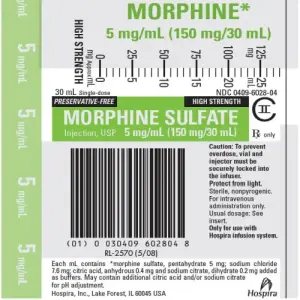 MORPHINE*
5 mg/mL (150 mg/30 mL)
HIGH STRENGTH
mg Approx.
0
25
50
75
100
125
mg
30 mL Single-dose
NDC 0409-6028-04
PRESERVATIVE-FREE
HIGH STRENGTH
MORPHINE SULFATE
CII
Injection, USP 5 mg/mL (150 mg/30 mL)
Rx only
Caution: To prevent
overdose, vial and
injector must be
securely locked into
the infuser.
Protect from light.
Sterile, nonpyrogenic.
For intravenous
administration only.
Usual dosage: See
insert.
Only for use with
Hospira infusion system.
(01) 0 030409 602804 8
RL-2570 (5/08)
Each mL contains *morphine sulfate, pentahydrate 5 mg; sodium chloride
7.6 mg; citric acid, anhydrous 0.4 mg and sodium citrate, dihydrate 0.2 mg added
as buffers. May contain additional citric acid and/or sodium citrate
for pH adjustment.
Hospira, Inc., Lake Forest, IL 60045 USA
Hospira
5 mg/mL
5 mg/mL
5 mg/mL
5 mg/mL